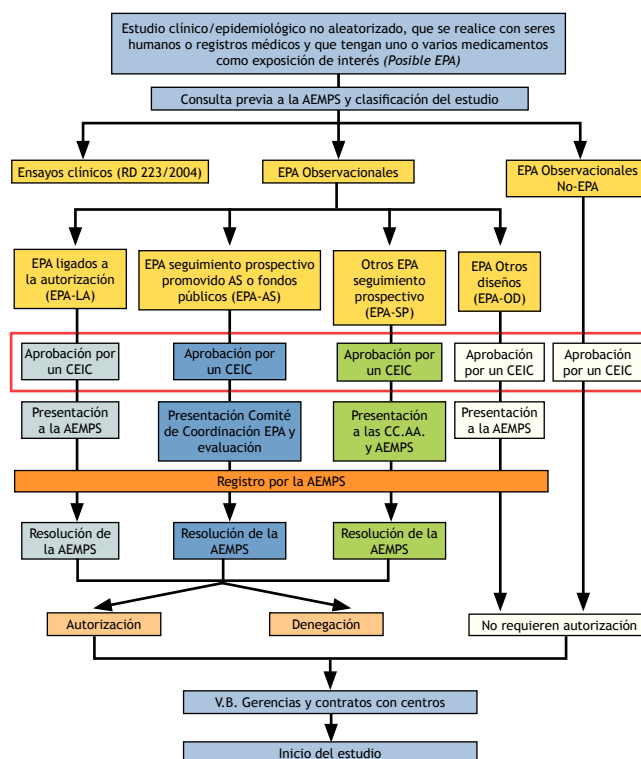 Estudio clínico/epidemiológico no aleatorizado, que se realice con seres
humanos o registros médicos y que tengan uno o varios medicamentos
como exposición de interés (Posible EPA)
Consulta previa a la AEMPS y clasificación del estudio
Ensayos clínicos (RD 223/2004)
EPA Observacionales
EPA Observacionales
No-EPA
EPA ligados a
la autorización
(EPA-LA)
EPA seguimiento prospectivo
promovido AS o fondos
públicos (EPA-AS)
Otros EPA
seguimiento
prospectivo
(EPA-SP)
EPA Otros
diseños
(EPA-OD)
Aprobación por
un CEIC
Aprobación por
un CEIC
Aprobación por
un CEIC
Aprobación
por un CEIC
Aprobación por
un CEIC
Presentación
a la AEMPS
Presentación Comité
de Coordinación EPA y
evaluación
Presentación
a las CC.AA.
y AEMPS
Presentación
a la AEMPS
Registro por la AEMPS
Resolución de
la AEMPS
Resolución de la
AEMPS
Resolución de la
AEMPS
Autorización
Denegación
No requieren autorización
V.B. Gerencias y contratos con centros
Inicio del estudio